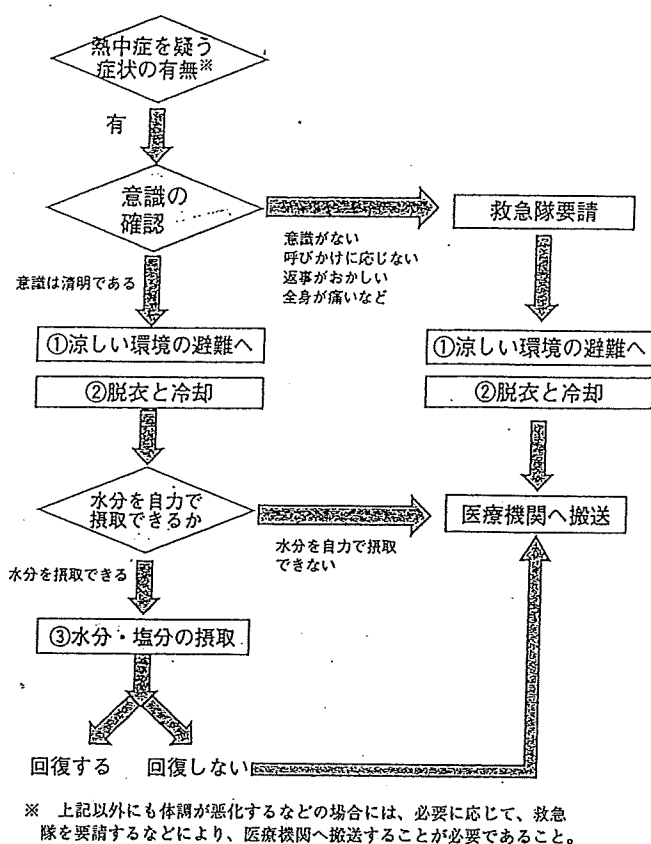 熱中症を疑う
症状の有無※
有
意識の
確認
救急隊要請
意識がない
呼びかけに応じない
返事がおかしい
全身が痛いなど
意識は清明である
①涼しい環境の避難へ
②脱衣と冷却
①涼しい環境の避難へ
②脱衣と冷却
水分を自力で
摂取できるか
医療機関へ搬送
水分を自力で摂取
できない
水分を摂取できる
③水分・塩分の摂取
回復する
回復しない
※ 上記以外にも体調が悪化するなどの場合には、必要に応じて、救急
隊を要請するなどにより、医療機関へ搬送することが必要であること。